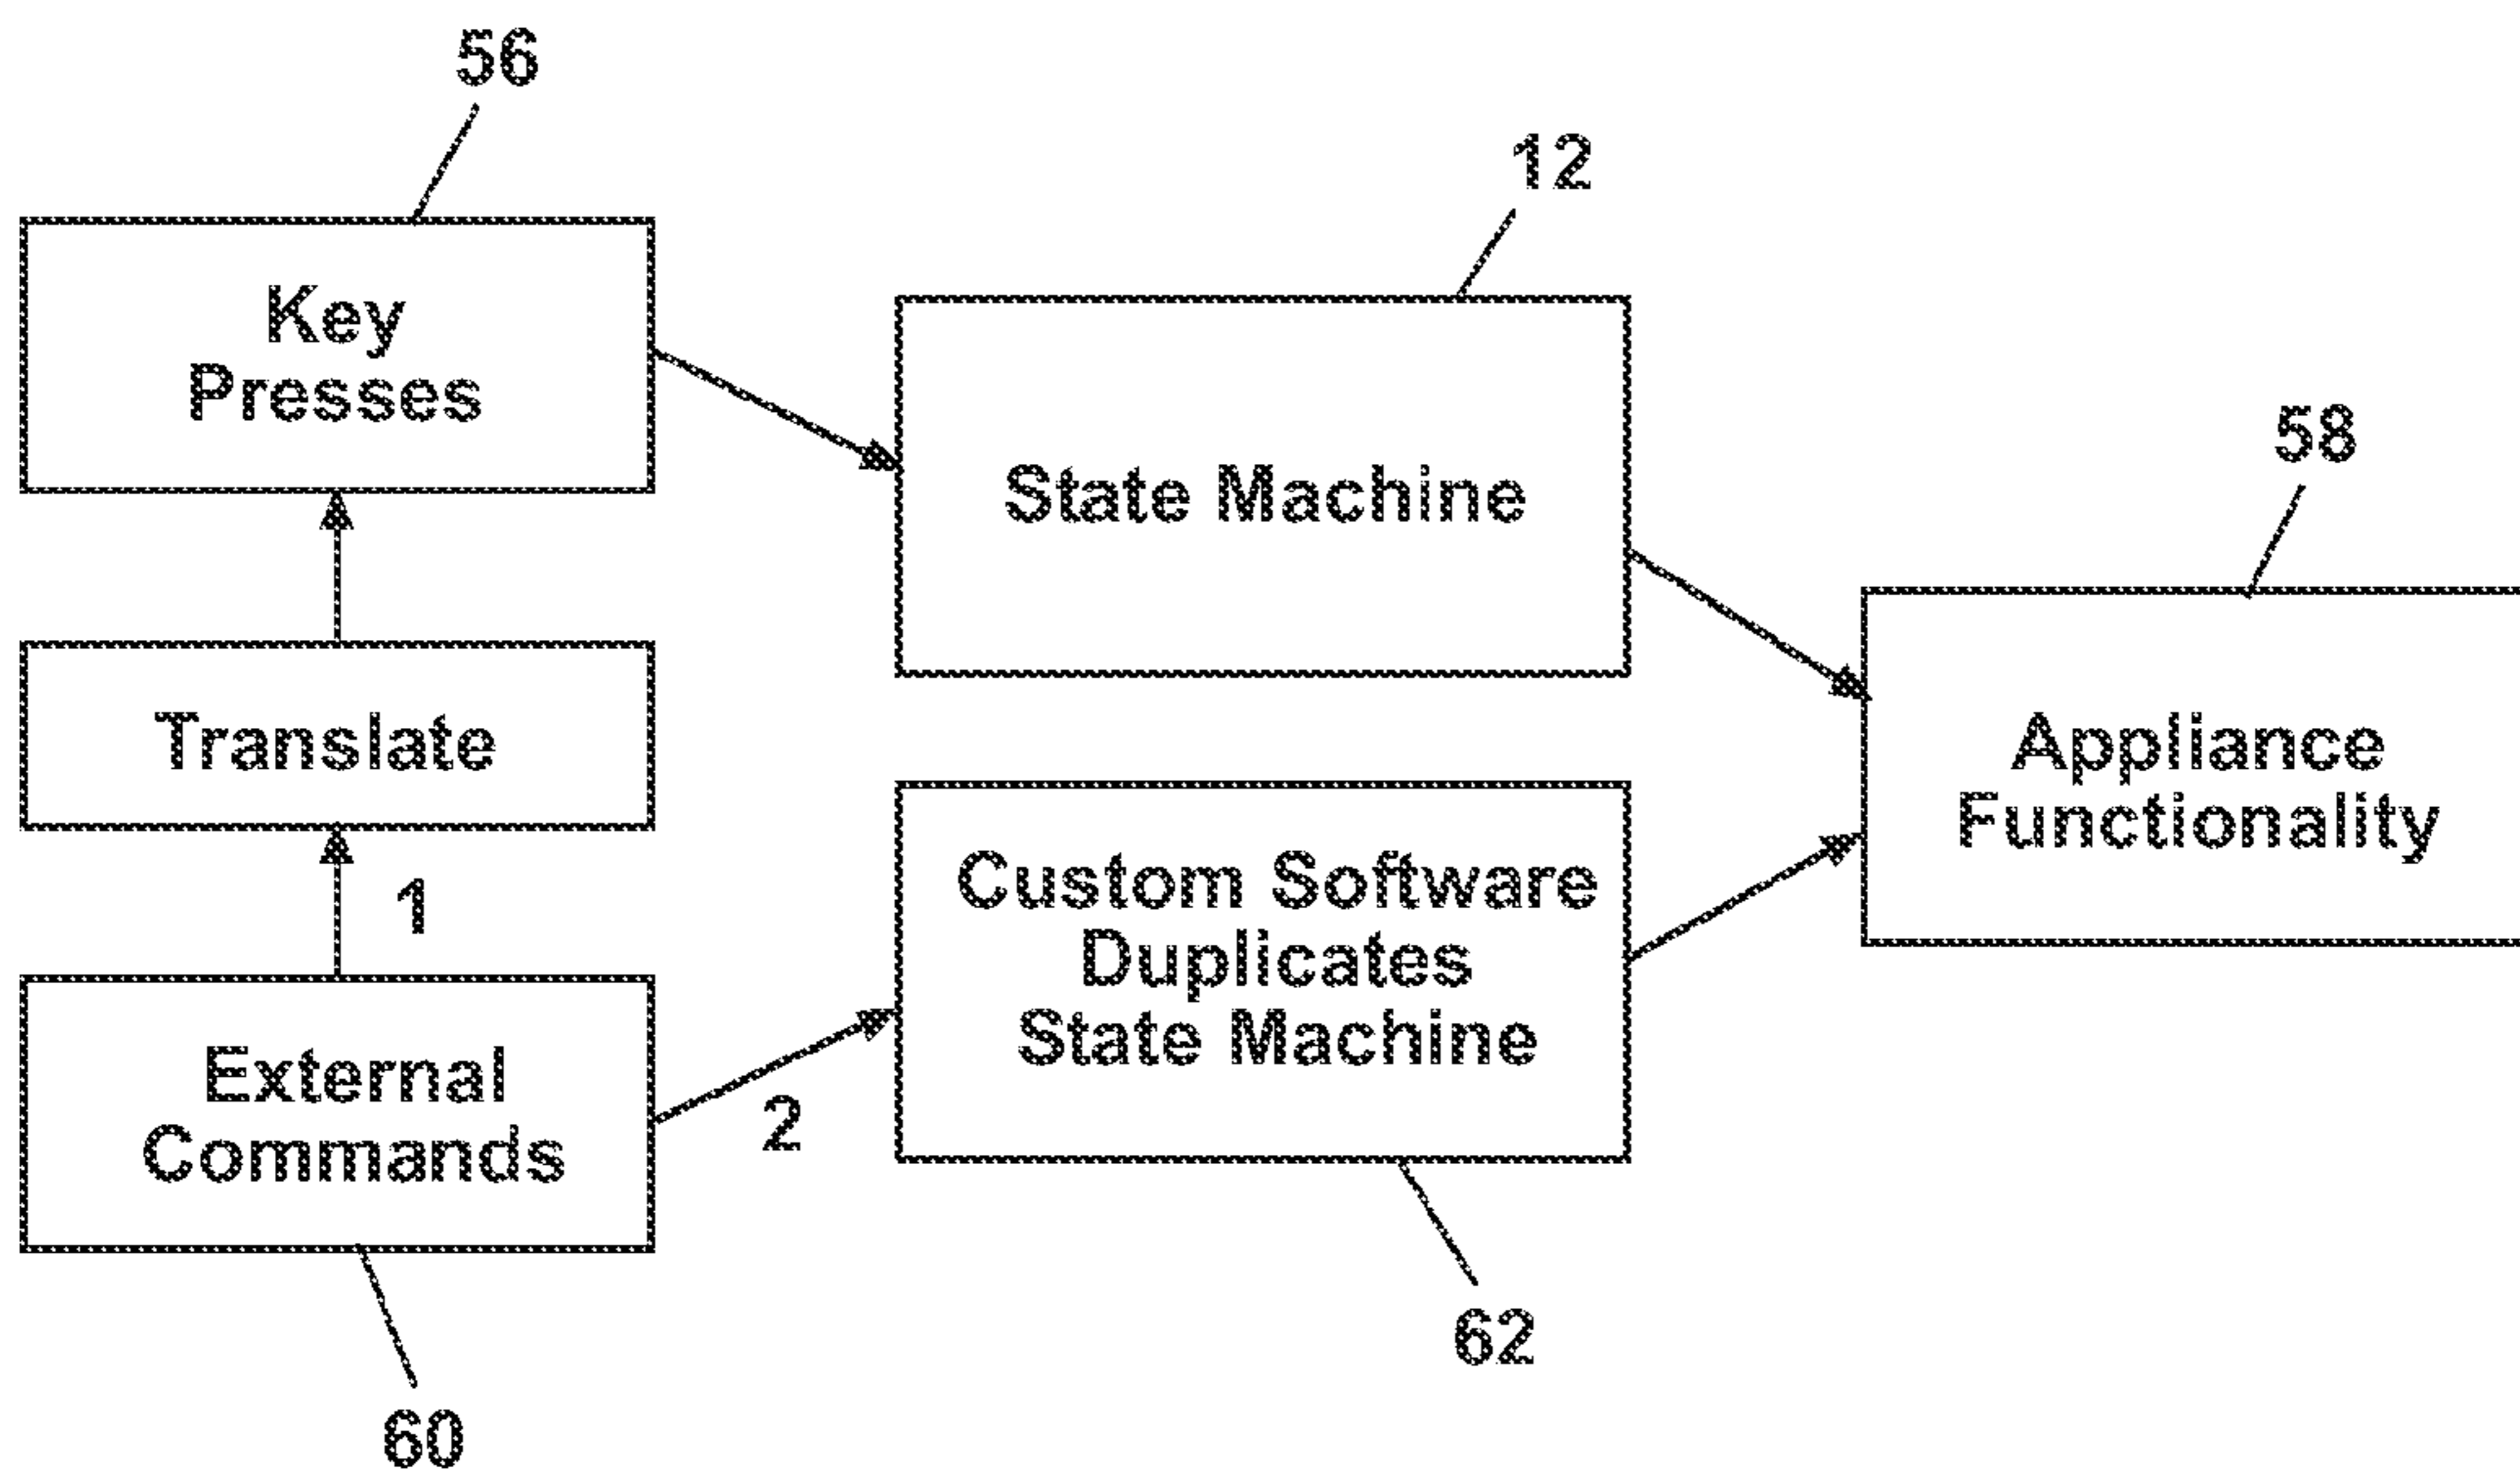 56
12
Key
Presses
58
State Machine
Translate
Appliance
Functionality
1
Custom Software
Duplicates
State Machine
External
Commands
2
62
60